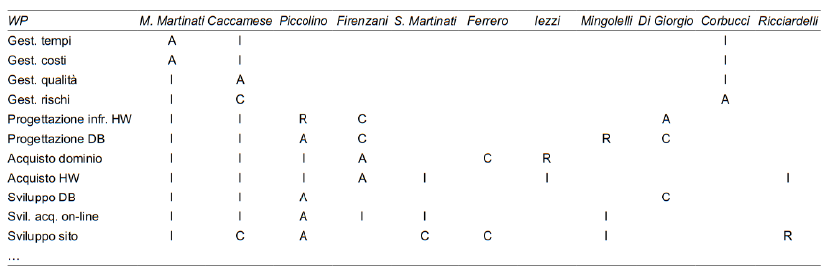 WP M. Martinati Caccamese Piccolino Firenzani S. Martinati Ferrero Iezzi Mingolelli Di Giorgio Corbucci Ricciardelli
Gest. tempi A I I
Gest. costi A I I
Gest. qualità I A I
Gest. rischi I C A
Progettazione infr. HW I I R C A
Progettazione DB I I A C R C
Acquisto dominio I I I A C R
Acquisto HW I I I A I I I
Sviluppo DB I I A C
Svil. acq. on-line I I A I I I
Sviluppo sito I C A C C I R
...